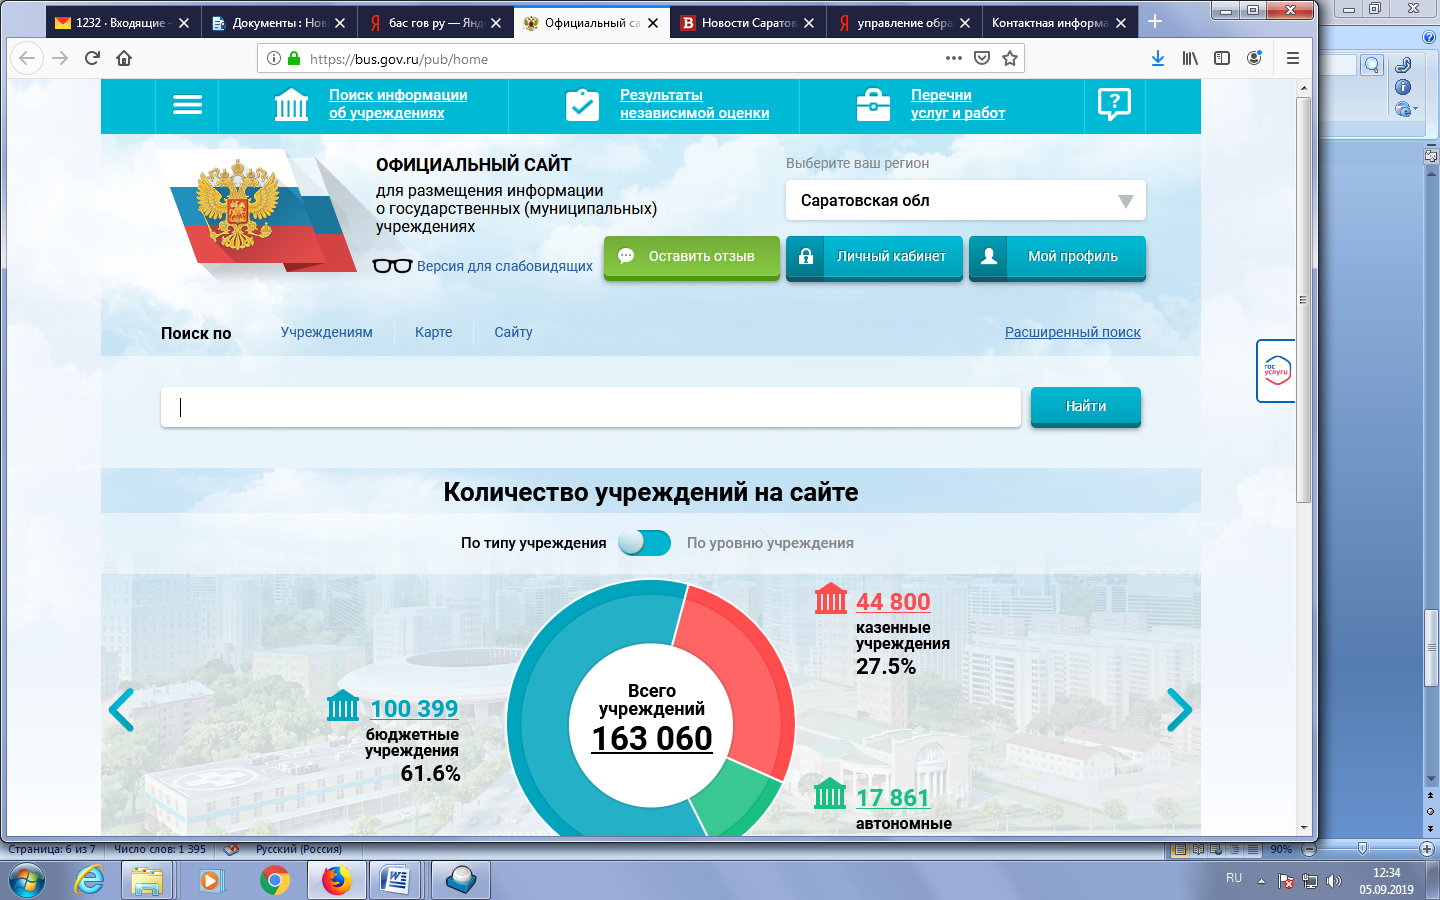 1232 · Входящие
Документы : Нов
бас гов ру — Янд
Официальный са
Новости Саратов
управление обра
Контактная информа
https://bus.gov.ru/pub/home
Поиск информации
об учреждениях
Результаты
независимой оценки
Перечни
услуг и работ
ОФИЦИАЛЬНЫЙ САЙТ
для размещения информации
о государственных (муниципальных)
учреждениях
Версия для слабовидящих
Выберите ваш регион
Саратовская обл
Оставить отзыв
Личный кабинет
Мой профиль
Поиск по
Учреждениям
Карте
Сайту
Расширенный поиск
гос
услуги
Найти
Количество учреждений на сайте
По типу учреждения
По уровню учреждения
44 800
казенные
учреждения
27.5%
Всего
учреждений
163 060
100 399
бюджетные
учреждения
61.6%
17 861
автономные
Страница: 6 из 7
Число слов: 1 395
Русский (Россия)
90%
RU
12:34
05.09.2019